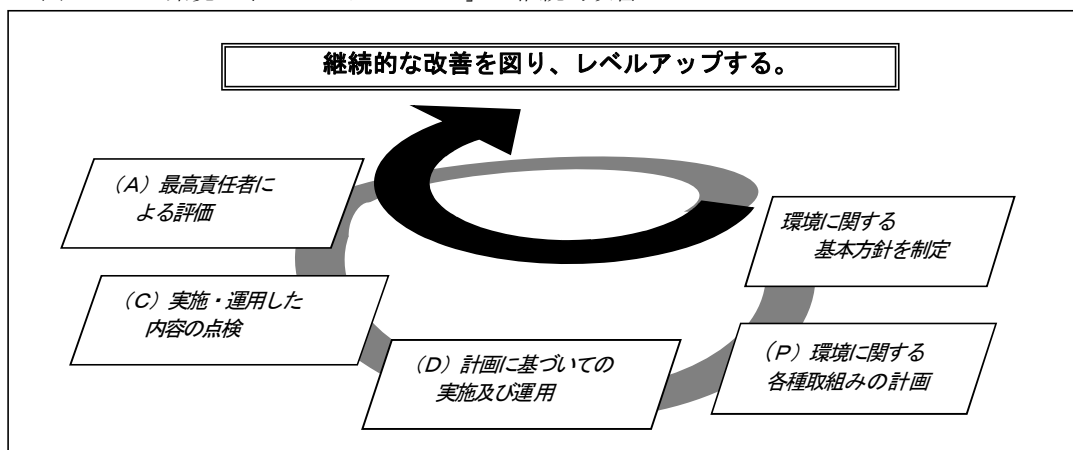 継続的な改善を図り、レベルアップする。
（A）最高責任者に
よる評価
環境に関する
基本方針を制定
（C）実施・運用した
内容の点検
（D）計画に基づいての
実施及び運用
（P）環境に関する
各種取組みの計画